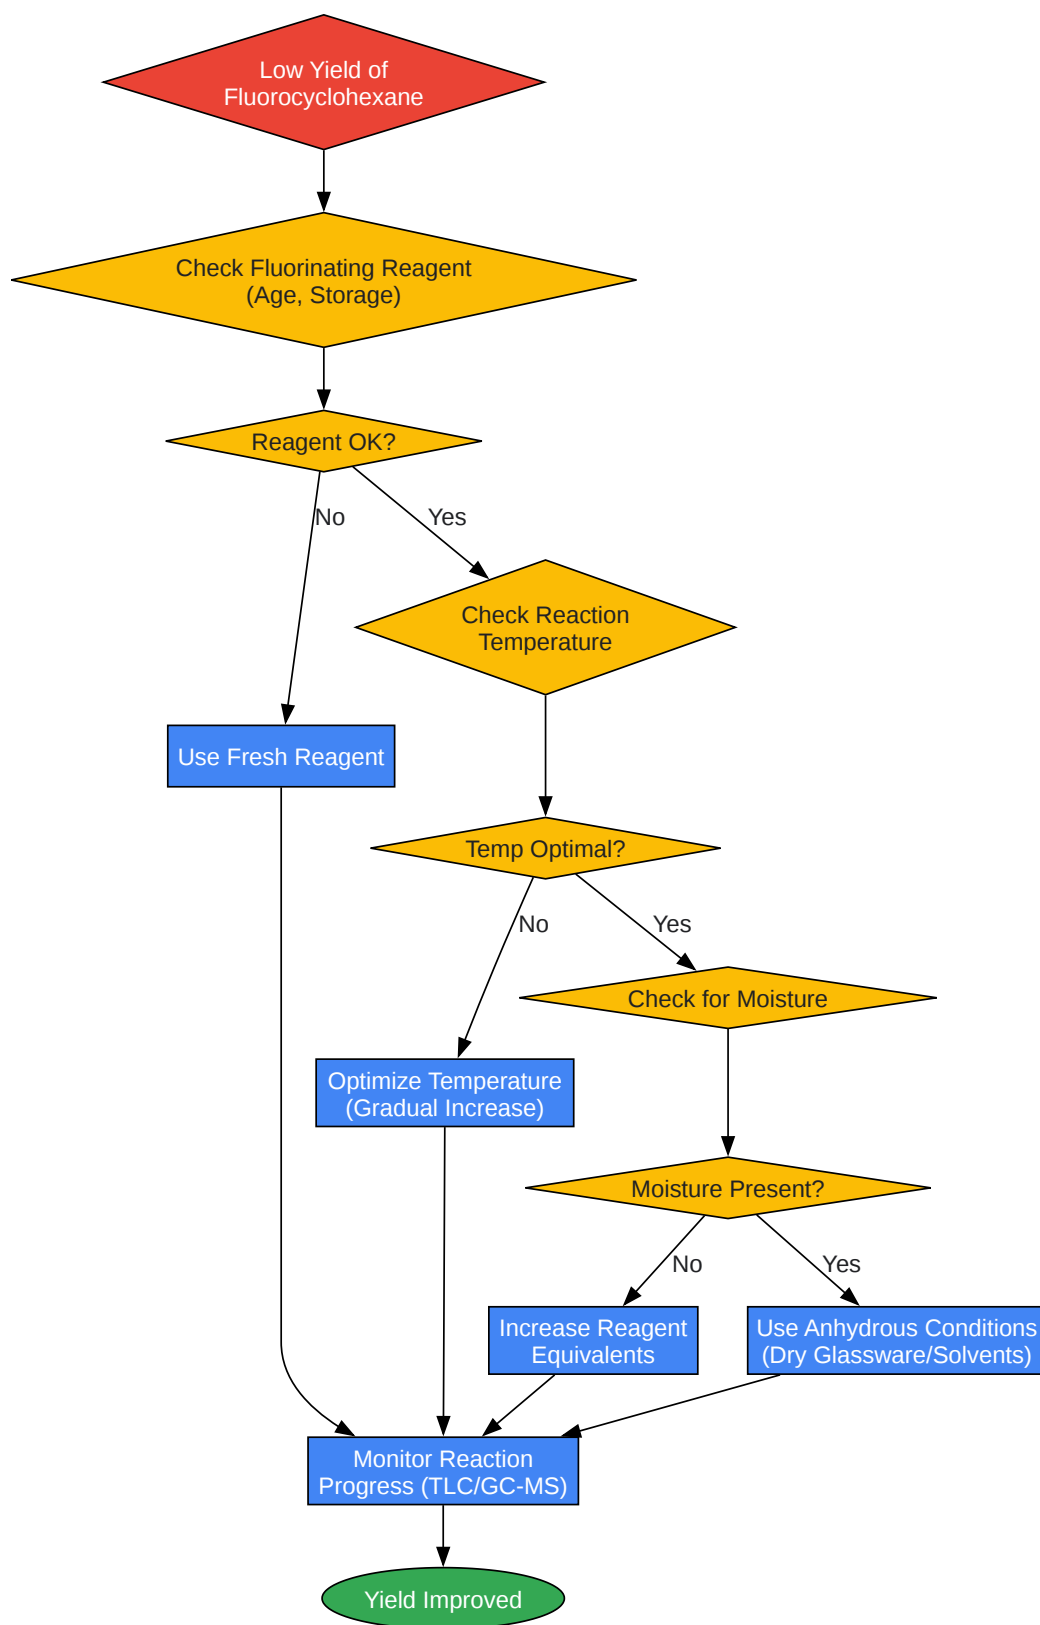 Low Yield of
Fluorocyclohexane
Check Fluorinating Reagent
(Age, Storage)
Reagent OK?
No
Yes
Check Reaction
Temperature
Use Fresh Reagent
Temp Optimal?
No
Yes
Check for Moisture
Optimize Temperature
(Gradual Increase)
Moisture Present?
No
Yes
Increase Reagent
Equivalents
Use Anhydrous Conditions
(Dry Glassware/Solvents)
Monitor Reaction
Progress (TLC/GC-MS)
Yield Improved